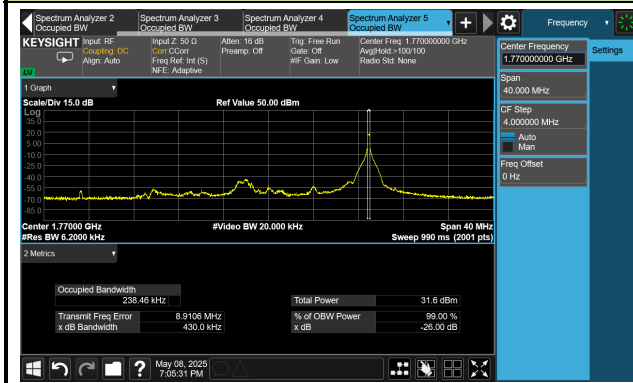 Spectrum Analyzer 2
Occupied BW
Spectrum Analyzer 3
Occupied BW
Spectrum Analyzer 4
Occupied BW
Spectrum Analyzer 5
Occupied BW
Frequency
KEYSIGHT
Input: RF
Coupling: DC
Align: Auto
Input Z: 50 Ω
Corr CCorr
Freq Ref: Int (S)
NFE: Adaptive
Atten: 16 dB
Preamp: Off
Trig: Free Run
Gate: Off
#IF Gain: Low
Center Freq: 1.770000000 GHz
Avg|Hold:>100/100
Radio Std: None
Center Frequency
1.770000000 GHz
Settings
Span
40.000 MHz
CF Step
4.000000 MHz
Auto
Man
Freq Offset
0 Hz
1 Graph
Scale/Div 15.0 dB
Ref Value 50.00 dBm
Log
35.0
20.0
5.00
-10.0
-25.0
-40.0
-55.0
-70.0
-85.0
Center 1.77000 GHz
#Video BW 20.000 kHz
Span 40 MHz
#Res BW 6.2000 kHz
Sweep 990 ms (2001 pts)
2 Metrics
Occupied Bandwidth
238.46 kHz
Total Power 31.6 dBm
Transmit Freq Error 8.9106 MHz
% of OBW Power 99.00 %
x dB Bandwidth 430.0 kHz
x dB -26.00 dB
May 08, 2025
7:05:31 PM